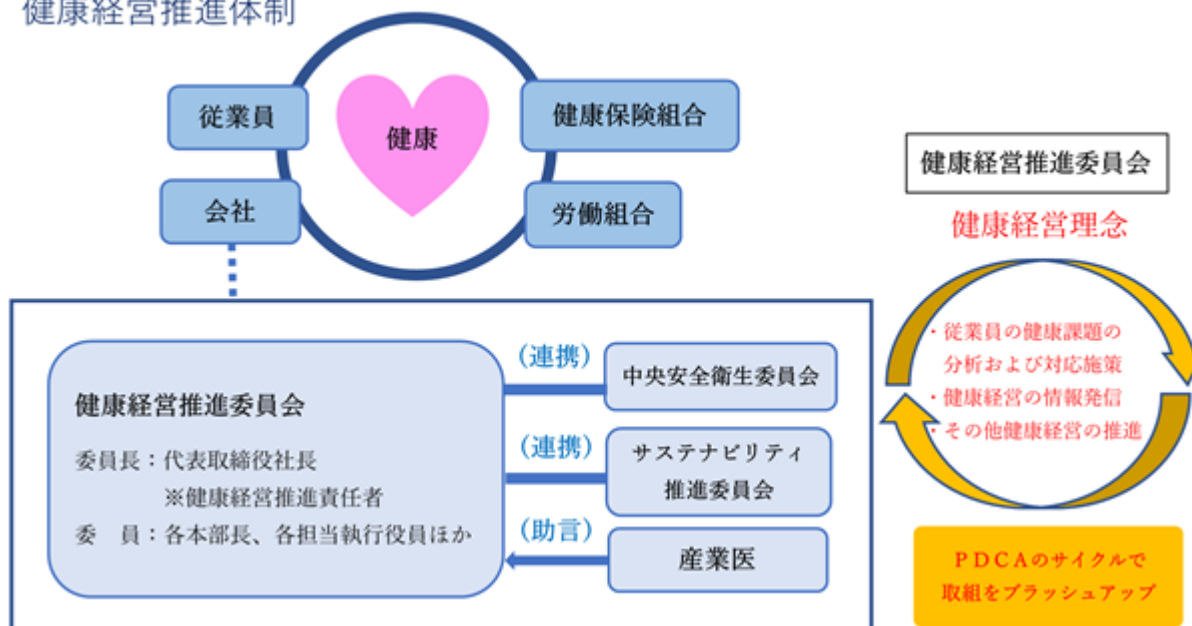 健康経営推進体制
従業員
健康
健康保険組合
会社
労働組合
健康経営推進委員会
委員長：代表取締役社長
※健康経営推進責任者
委　員：各本部長、各担当執行役員ほか
（連携）
中央安全衛生委員会
（連携）
サステナビリティ
推進委員会
（助言）
産業医
健康経営推進委員会
健康経営理念
・従業員の健康課題の
分析および対応施策
・健康経営の情報発信
・その他健康経営の推進
ＰＤＣＡのサイクルで
取組をブラッシュアップ